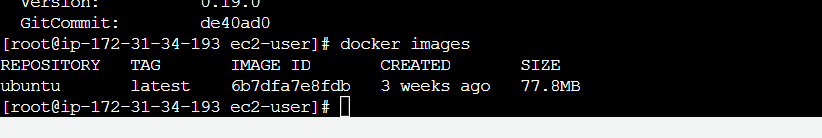 Version: 0.19.0
GitCommit: de40ad0
[root@ip-172-31-34-193 ec2-user]# docker images
REPOSITORY TAG IMAGE ID CREATED SIZE
ubuntu latest 6b7dfa7e8fdb 3 weeks ago 77.8MB
[root@ip-172-31-34-193 ec2-user]#